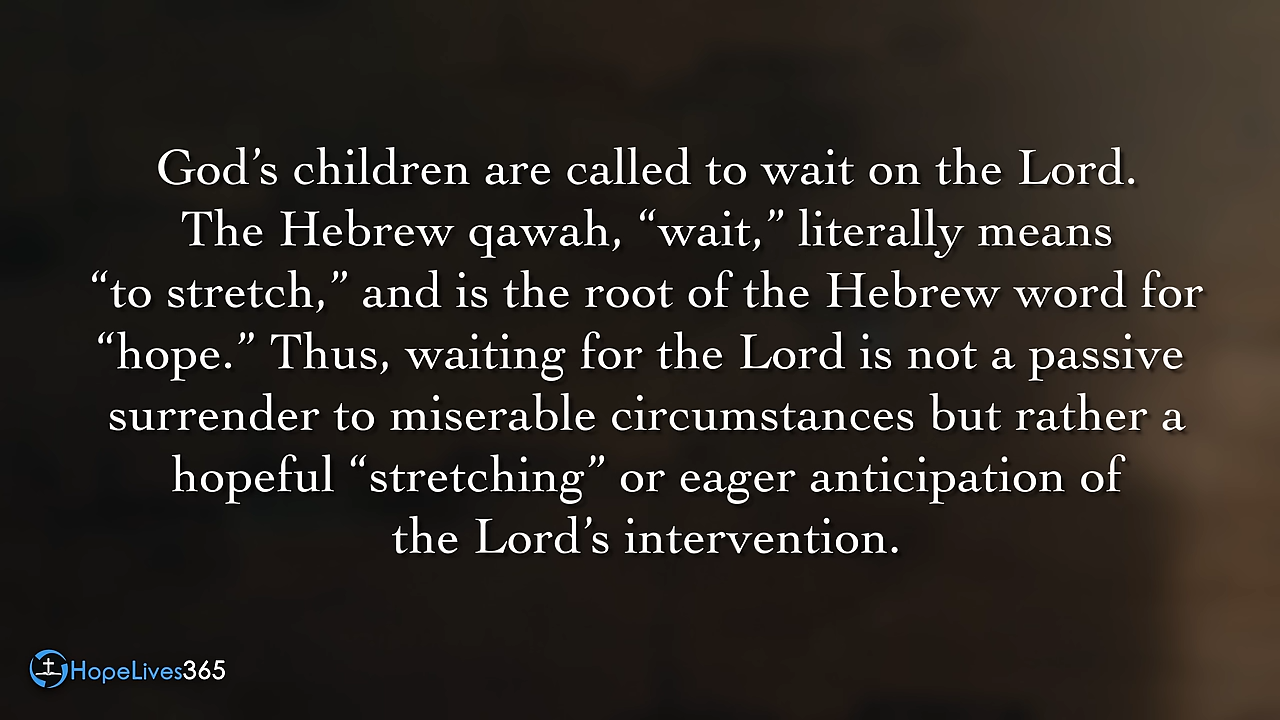 God’s children are called to wait on the Lord.
The Hebrew qawah, “wait,” literally means
“to stretch,” and is the root of the Hebrew word for
“hope.” Thus, waiting for the Lord is not a passive
surrender to miserable circumstances but rather a
hopeful “stretching” or eager anticipation of
the Lord’s intervention.
HopeLives365